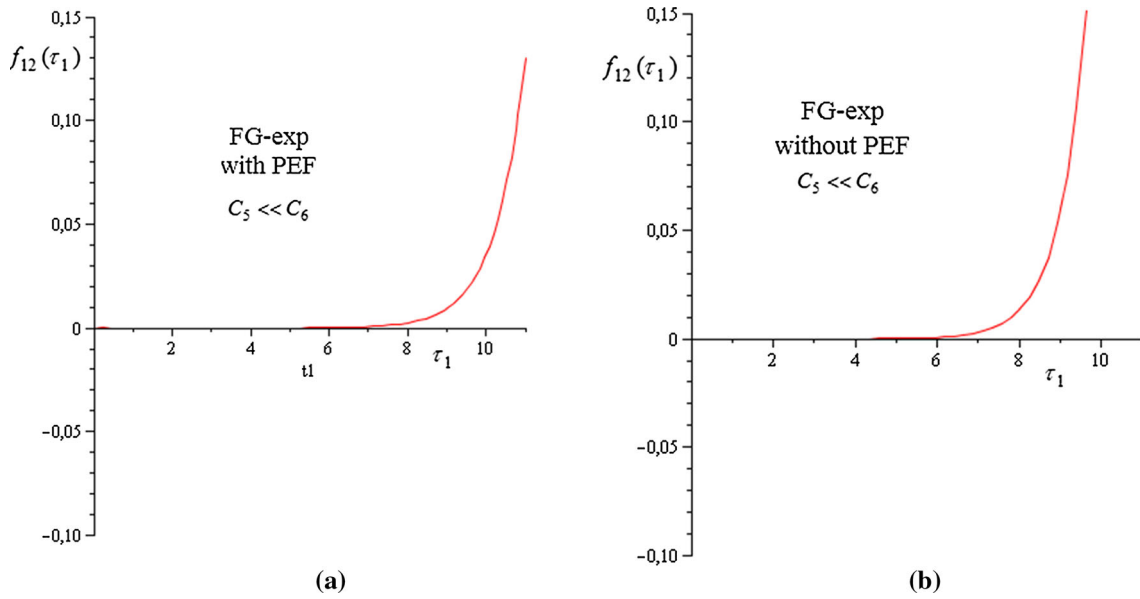 0,15
f₁₂(τ₁)
0,10
FG-exp
with PEF
C₅ << C₆
0,05
0
2 4 6 8 10
t1 τ₁
−0,05
−0,10
(a)
0,15
f₁₂(τ₁)
0,10
FG-exp
without PEF
C₅ << C₆
0,05
0
2 4 6 8 10
τ₁
−0,05
−0,10
(b)